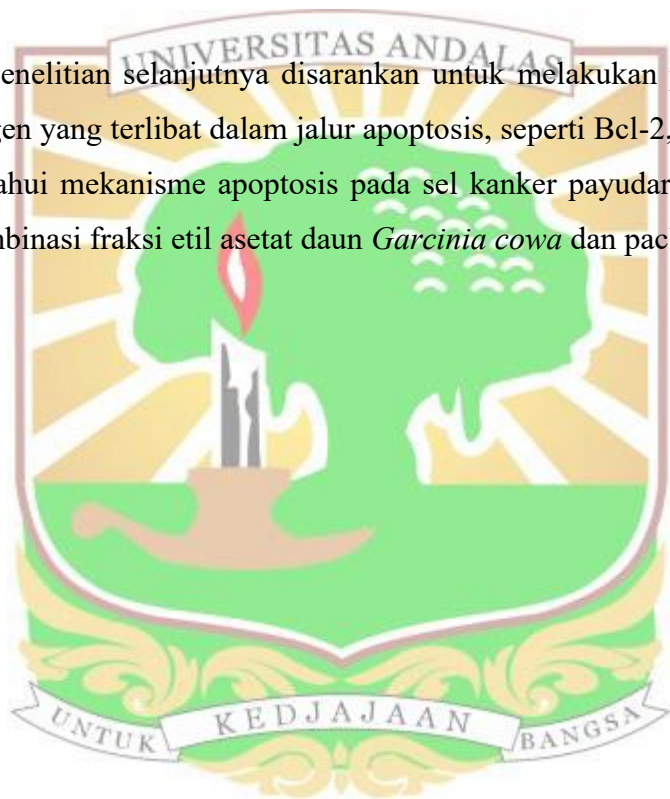 UNIVERSITAS ANDALAS
enelitian selanjutnya disarankan untuk melakukan
gen yang terlibat dalam jalur apoptosis, seperti Bcl-2,
ahui mekanisme apoptosis pada sel kanker payudar
nbinasi fraksi etil asetat daun Garcinia cowa dan pac
UNTUK KEDJAJAAN BANGSA